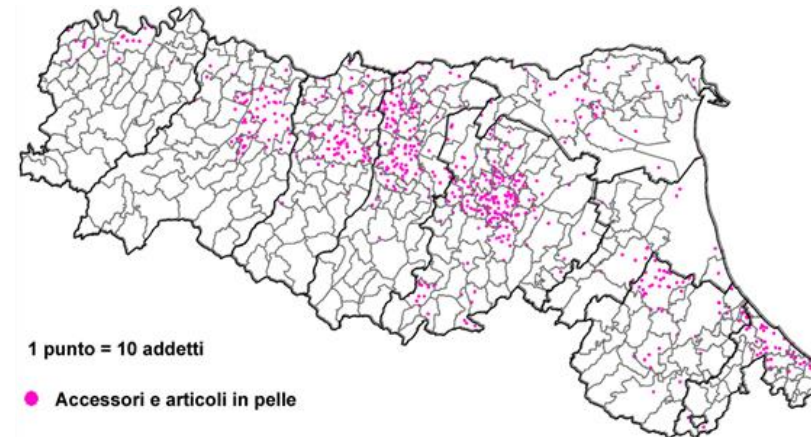 1 punto = 10 addetti
Accessori e articoli in pelle